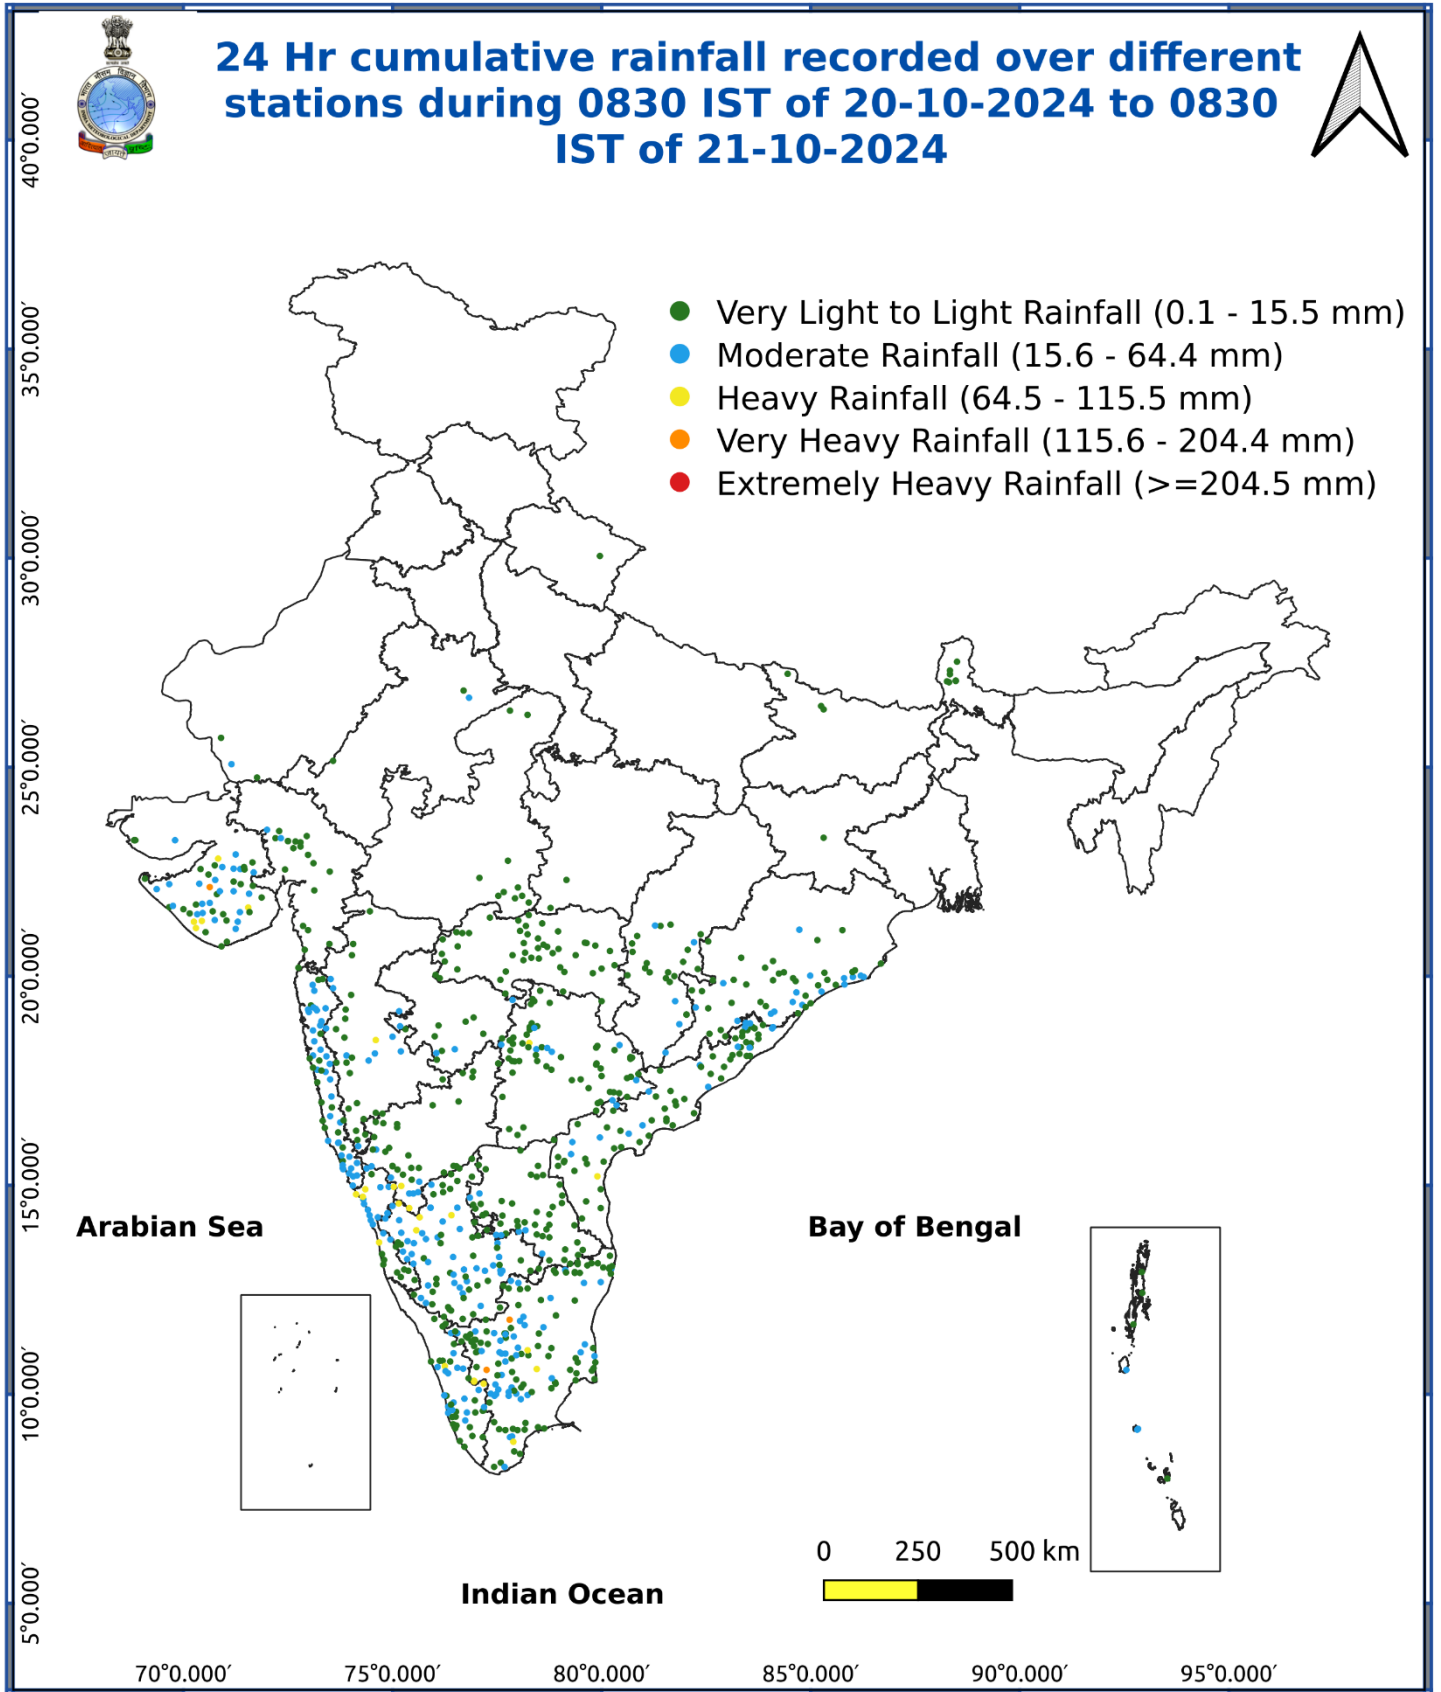 24 Hr cumulative rainfall recorded over different
stations during 0830 IST of 20-10-2024 to 0830
IST of 21-10-2024
Very Light to Light Rainfall (0.1 - 15.5 mm)
Moderate Rainfall (15.6 - 64.4 mm)
Heavy Rainfall (64.5 - 115.5 mm)
Very Heavy Rainfall (115.6 - 204.4 mm)
Extremely Heavy Rainfall (>=204.5 mm)
40°0.000′
35°0.000′
30°0.000′
25°0.000′
20°0.000′
15°0.000′
10°0.000′
5°0.000′
Arabian Sea
Bay of Bengal
Indian Ocean
0 250 500 km
70°0.000′ 75°0.000′ 80°0.000′ 85°0.000′ 90°0.000′ 95°0.000′